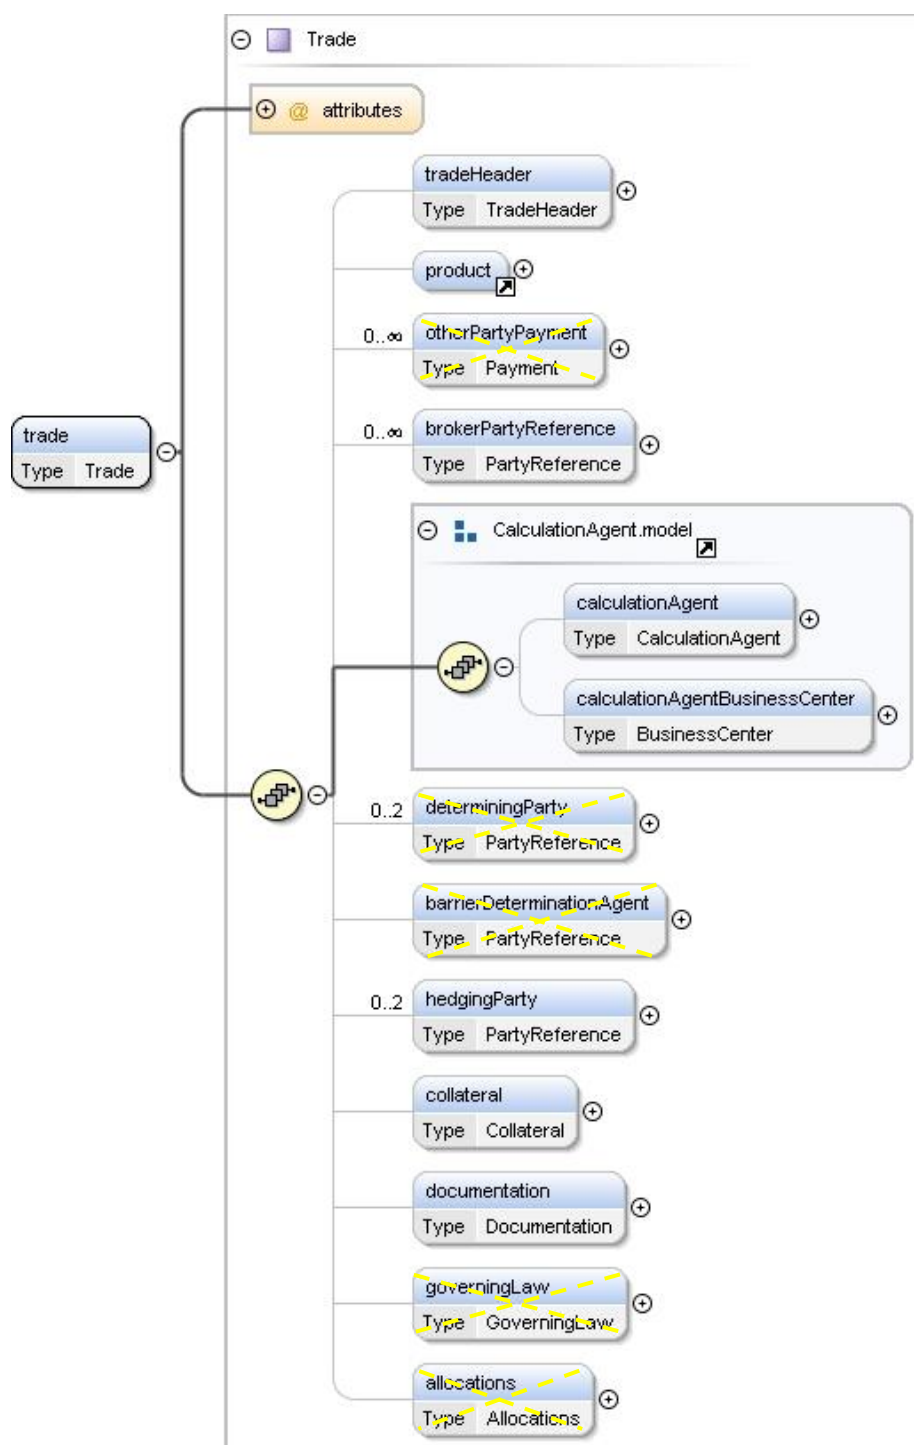 Trade
@ attributes
tradeHeader
Type TradeHeader
product
0..∞ otherPartyPayment
Type Payment
0..∞ brokerPartyReference
Type PartyReference
trade
Type Trade
CalculationAgent.model
calculationAgent
Type CalculationAgent
calculationAgentBusinessCenter
Type BusinessCenter
0..2 determiningParty
Type PartyReference
barrierDeterminationAgent
Type PartyReference
0..2 hedgingParty
Type PartyReference
collateral
Type Collateral
documentation
Type Documentation
governingLaw
Type GoverningLaw
allocations
Type Allocations